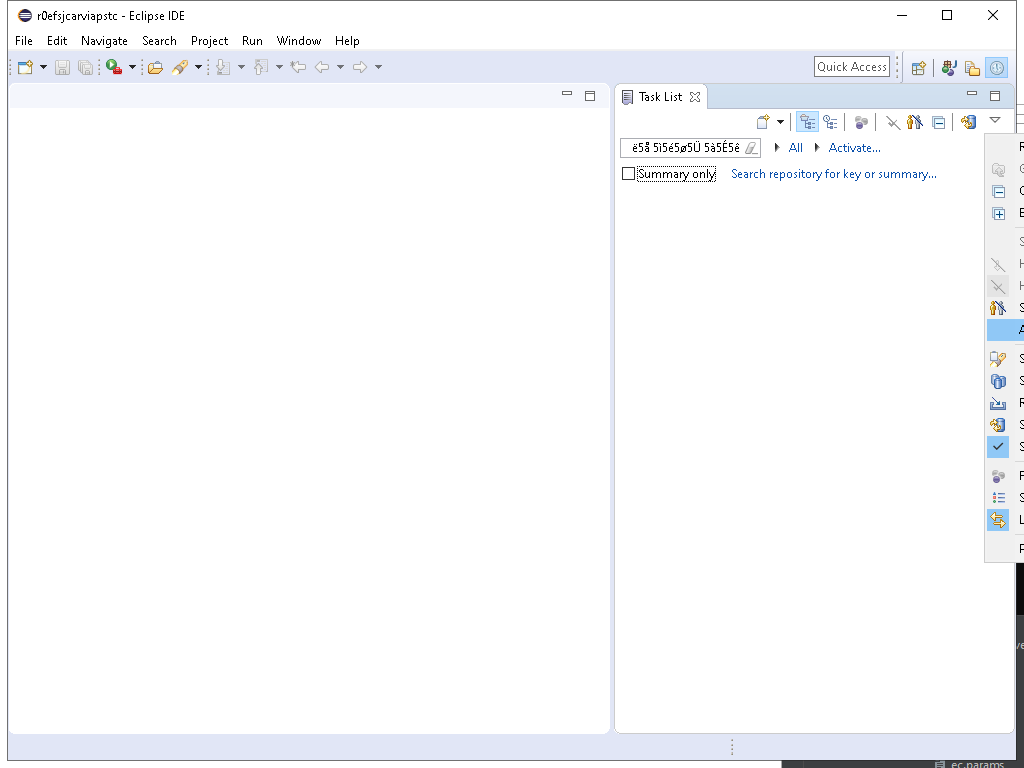 r0efsjcarviapstc - Eclipse IDE
File Edit Navigate Search Project Run Window Help
Quick Access
Task List
ë5å 5ì5é5ø5Ü 5à5É5ê
All
Activate...
Summary only
Search repository for key or summary...
ec.params